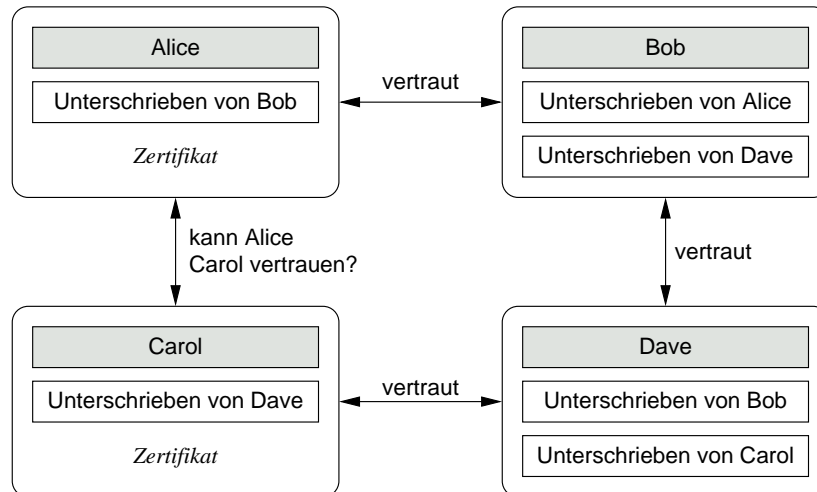 Alice
Unterschrieben von Bob
Zertifikat
vertraut
Bob
Unterschrieben von Alice
Unterschrieben von Dave
kann Alice
Carol vertrauen?
vertraut
Carol
Unterschrieben von Dave
Zertifikat
vertraut
Dave
Unterschrieben von Bob
Unterschrieben von Carol